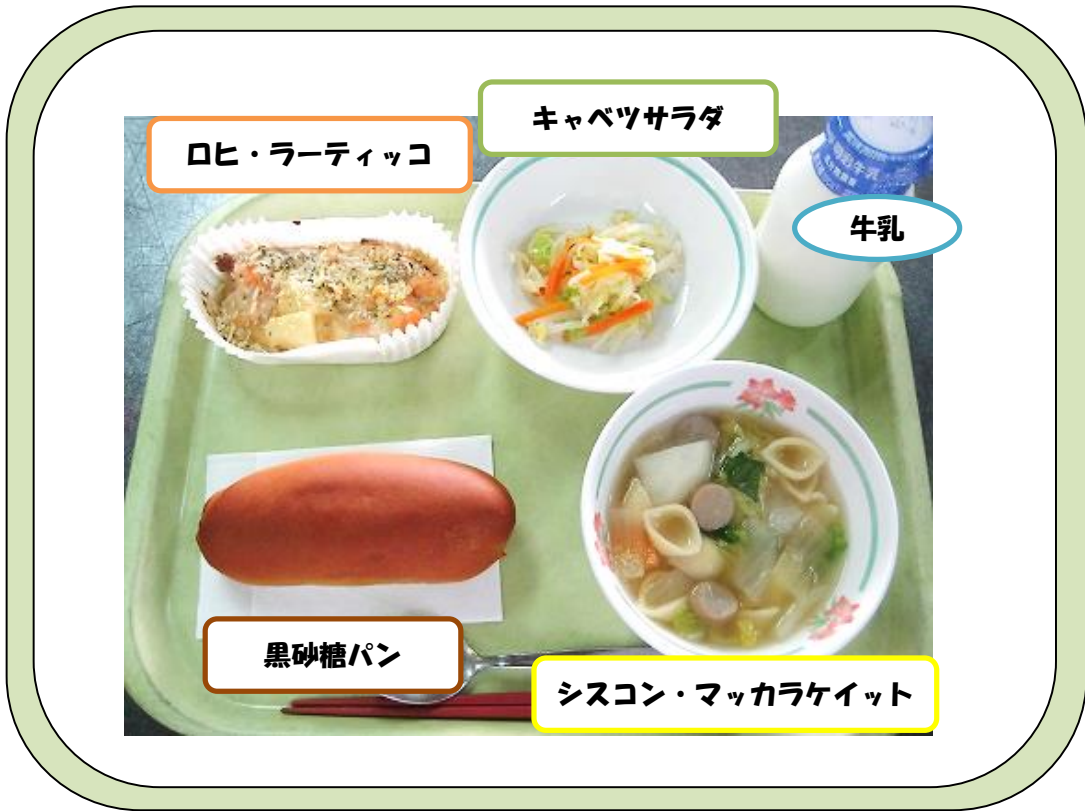 キャベツサラダ
ロヒ・ラーティッコ
牛乳
黒砂糖パン
シスコン・マッカラケイット